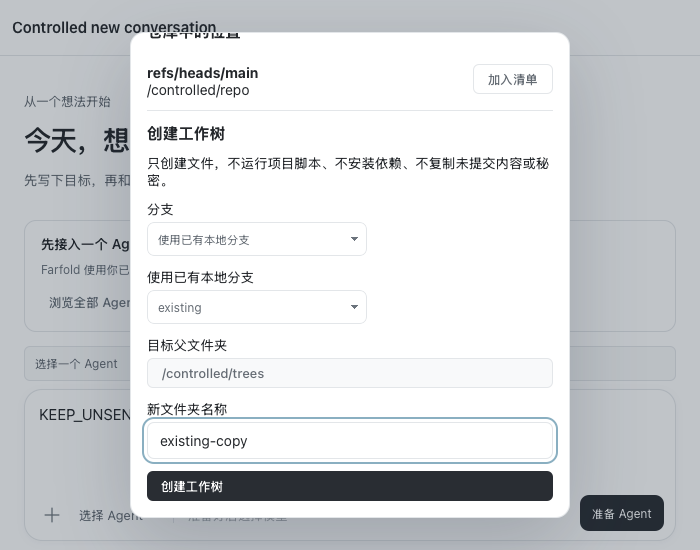 Controlled new conversation
仓库中的位置
refs/heads/main
/controlled/repo
加入清单
从一个想法开始
今天，想
先写下目标，再和
创建工作树
只创建文件，不运行项目脚本、不安装依赖、不复制未提交内容或秘
密。
分支
使用已有本地分支
先接入一个 Ag
Farfold 使用你已
浏览全部 Agen
使用已有本地分支
existing
选择一个 Agent
目标父文件夹
/controlled/trees
新文件夹名称
KEEP_UNSEN
existing-copy
创建工作树
选择 Agent
准备 Agent